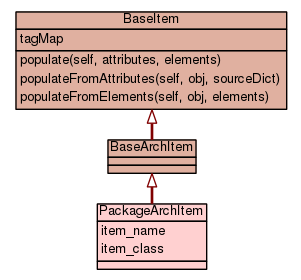 BaseItem
tagMap
populate(self, attributes, elements)
populateFromAttributes(self, obj, sourceDict)
populateFromElements(self, obj, elements)
BaseArchItem
PackageArchItem
item_name
item_class